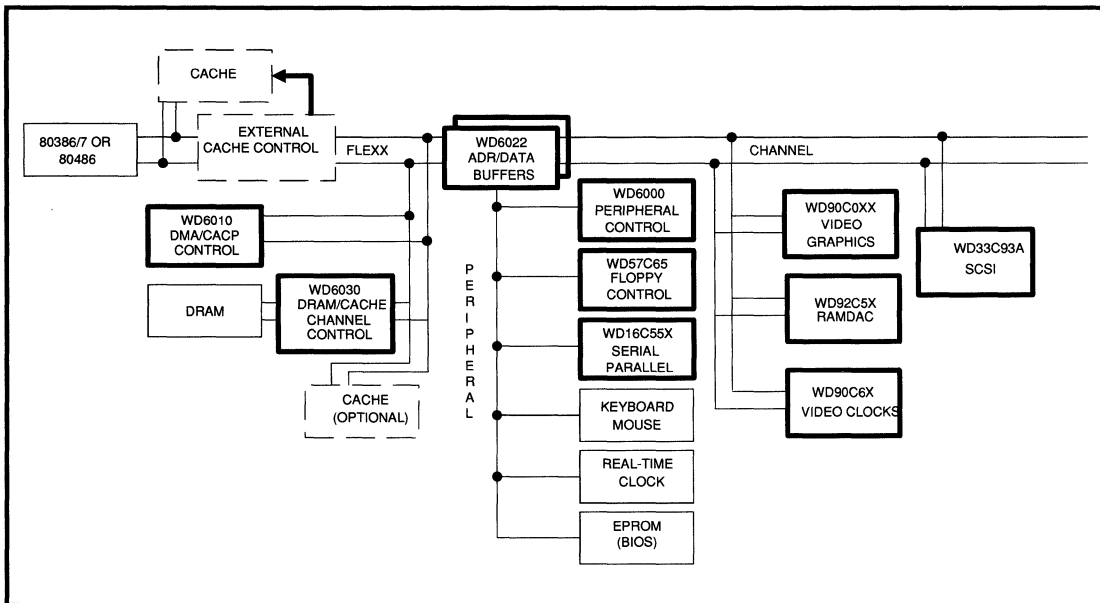 CACHE
80386/7 OR
80486
EXTERNAL
CACHE CONTROL
FLEXX
WD6022
ADR/DATA
BUFFERS
CHANNEL
WD6010
DMA/CACP
CONTROL
DRAM
WD6030
DRAM/CACHE
CHANNEL
CONTROL
CACHE
(OPTIONAL)
PERIPHERAL
WD6000
PERIPHERAL
CONTROL
WD57C65
FLOPPY
CONTROL
WD16C55X
SERIAL
PARALLEL
KEYBOARD
MOUSE
REAL-TIME
CLOCK
EPROM
(BIOS)
WD90C0XX
VIDEO
GRAPHICS
WD92C5X
RAMDAC
WD90C6X
VIDEO CLOCKS
WD33C93A
SCSI